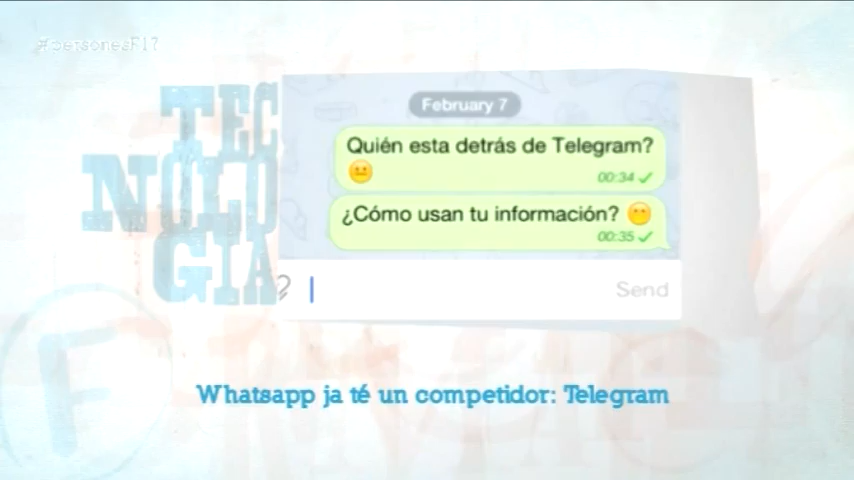 #personesF17
TEC
NOLO
GIA
February 7
Quién esta detrás de Telegram?
00:34
¿Cómo usan tu información?
00:35
Send
F
Whatsapp ja té un competidor: Telegram